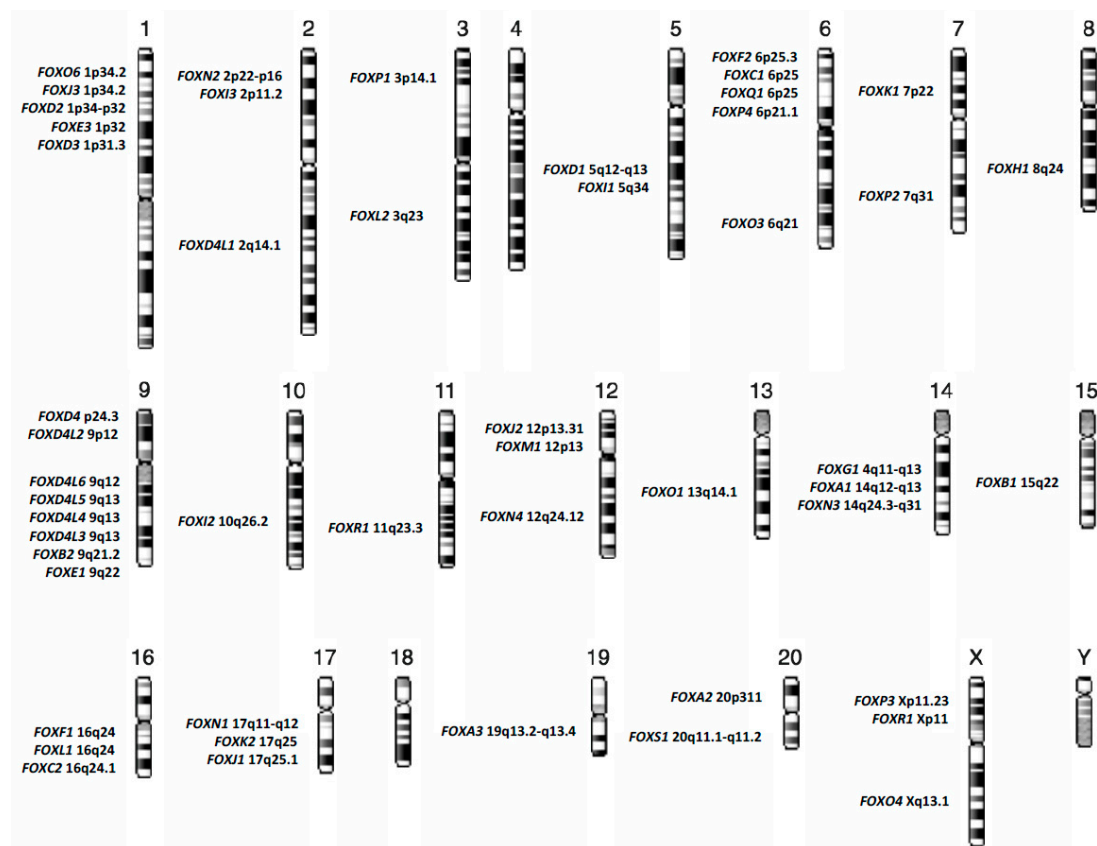 1
2
3
4
5
6
7
8
FOXO6 1p34.2
FOXJ3 1p34.2
FOXD2 1p34-p32
FOXE3 1p32
FOXD3 1p31.3
FOXN2 2p22-p16
FOXI3 2p11.2
FOXD4L1 2q14.1
FOXP1 3p14.1
FOXL2 3q23
FOXD1 5q12-q13
FOXI1 5q34
FOXF2 6p25.3
FOXC1 6p25
FOXQ1 6p25
FOXP4 6p21.1
FOXO3 6q21
FOXK1 7p22
FOXP2 7q31
FOXH1 8q24
9
10
11
12
13
14
15
FOXD4 p24.3
FOXD4L2 9p12
FOXD4L6 9q12
FOXD4L5 9q13
FOXD4L4 9q13
FOXD4L3 9q13
FOXB2 9q21.2
FOXE1 9q22
FOXI2 10q26.2
FOXR1 11q23.3
FOXJ2 12p13.31
FOXM1 12p13
FOXN4 12q24.12
FOXO1 13q14.1
FOXG1 4q11-q13
FOXA1 14q12-q13
FOXN3 14q24.3-q31
FOXB1 15q22
16
17
18
19
20
X
Y
FOXF1 16q24
FOXL1 16q24
FOXC2 16q24.1
FOXN1 17q11-q12
FOXK2 17q25
FOXJ1 17q25.1
FOXA3 19q13.2-q13.4
FOXA2 20p311
FOXS1 20q11.1-q11.2
FOXP3 Xp11.23
FOXR1 Xp11
FOXO4 Xq13.1